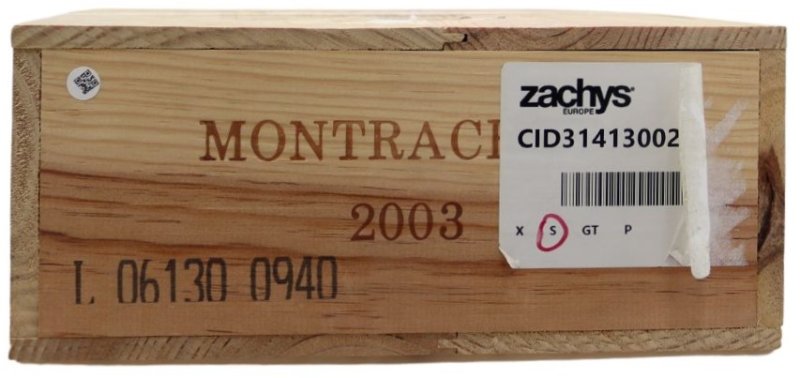 MONTRACH
2003
L 06130 0940
zachys
EUROPE
CID31413002
X S GT P